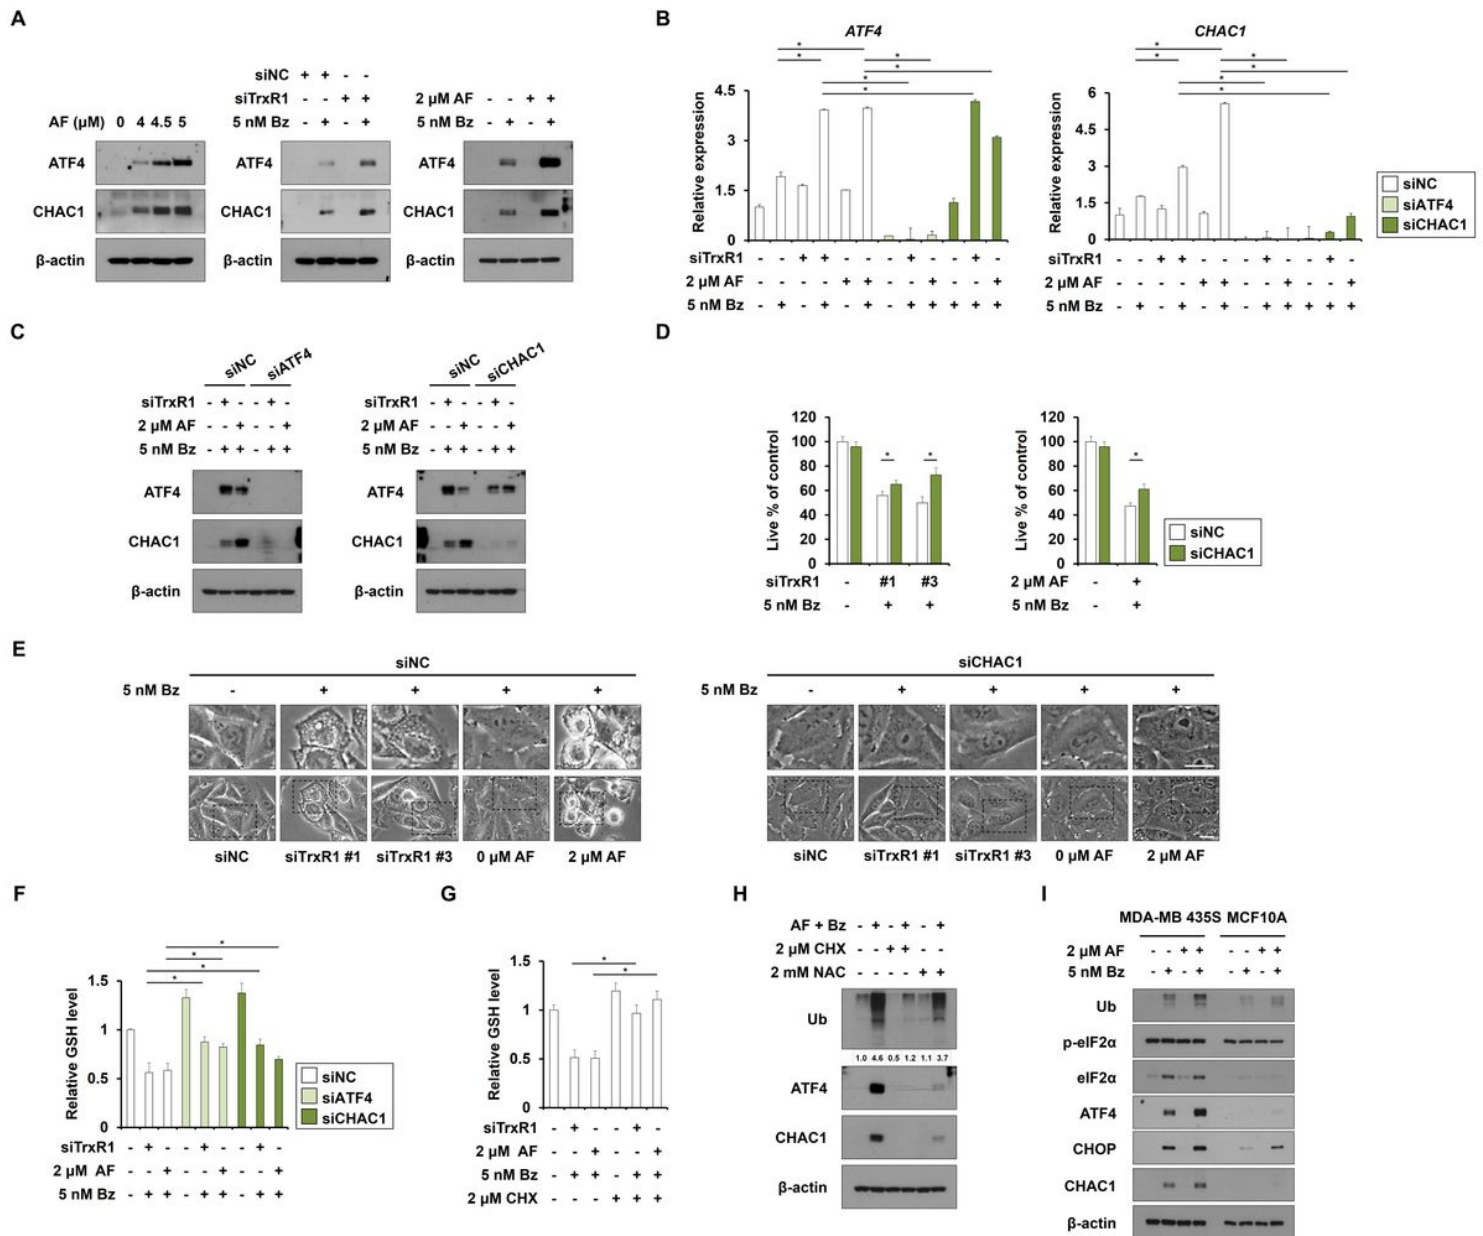 A
siNC + + - -
siTrxR1 - - + +
5 nM Bz - + - +
2 μM AF - - + +
5 nM Bz - + - +
AF (μM) 0 4 4.5 5
ATF4
CHAC1
β-actin
ATF4
CHAC1
β-actin
ATF4
CHAC1
β-actin
B
ATF4
* *
* *
*
*
Relative expression
4.5
3
1.5
0
siTrxR1 - - + + - - - + - - + -
2 μM AF - - - - + + - - + - - +
5 nM Bz - + - + - + - + + + + +
CHAC1
* *
* *
*
*
Relative expression
6
4.5
3
1.5
0
siTrxR1 - - + + - - - + - - + -
2 μM AF - - - - + + - - + - - +
5 nM Bz - + - + - + - + + + + +
siNC
siATF4
siCHAC1
C
siNC siATF4
siTrxR1 - + - - + -
2 μM AF - - + - - +
5 nM Bz - + + - + +
ATF4
CHAC1
β-actin
siNC siCHAC1
siTrxR1 - + - - + -
2 μM AF - - + - - +
5 nM Bz - + + - + +
ATF4
CHAC1
β-actin
D
Live % of control
120
100
80
60
40
20
0
* *
siTrxR1 - #1 #3
5 nM Bz - + +
Live % of control
120
100
80
60
40
20
0
*
2 μM AF - +
5 nM Bz - +
siNC
siCHAC1
E
siNC
5 nM Bz - + + + +
siNC siTrxR1 #1 siTrxR1 #3 0 μM AF 2 μM AF
siCHAC1
5 nM Bz - + + + +
siNC siTrxR1 #1 siTrxR1 #3 0 μM AF 2 μM AF
F
*
*
*
*
Relative GSH level
1.5
1
0.5
0
siTrxR1 - + - - + - - + -
2 μM AF - - + - - + - - +
5 nM Bz - + + - + + - + +
siNC
siATF4
siCHAC1
G
*
*
Relative GSH level
1.5
1
0.5
0
siTrxR1 - + - - + -
2 μM AF - - + - - +
5 nM Bz - + + - + +
2 μM CHX - - - + + +
H
AF + Bz - + - + - +
2 μM CHX - - + + - -
2 mM NAC - - - - + +
Ub
1.0 4.6 0.5 1.2 1.1 3.7
ATF4
CHAC1
β-actin
I
MDA-MB 435S MCF10A
2 μM AF - - + + - - + +
5 nM Bz - + - + - + - +
Ub
p-eIF2α
eIF2α
ATF4
CHOP
CHAC1
β-actin